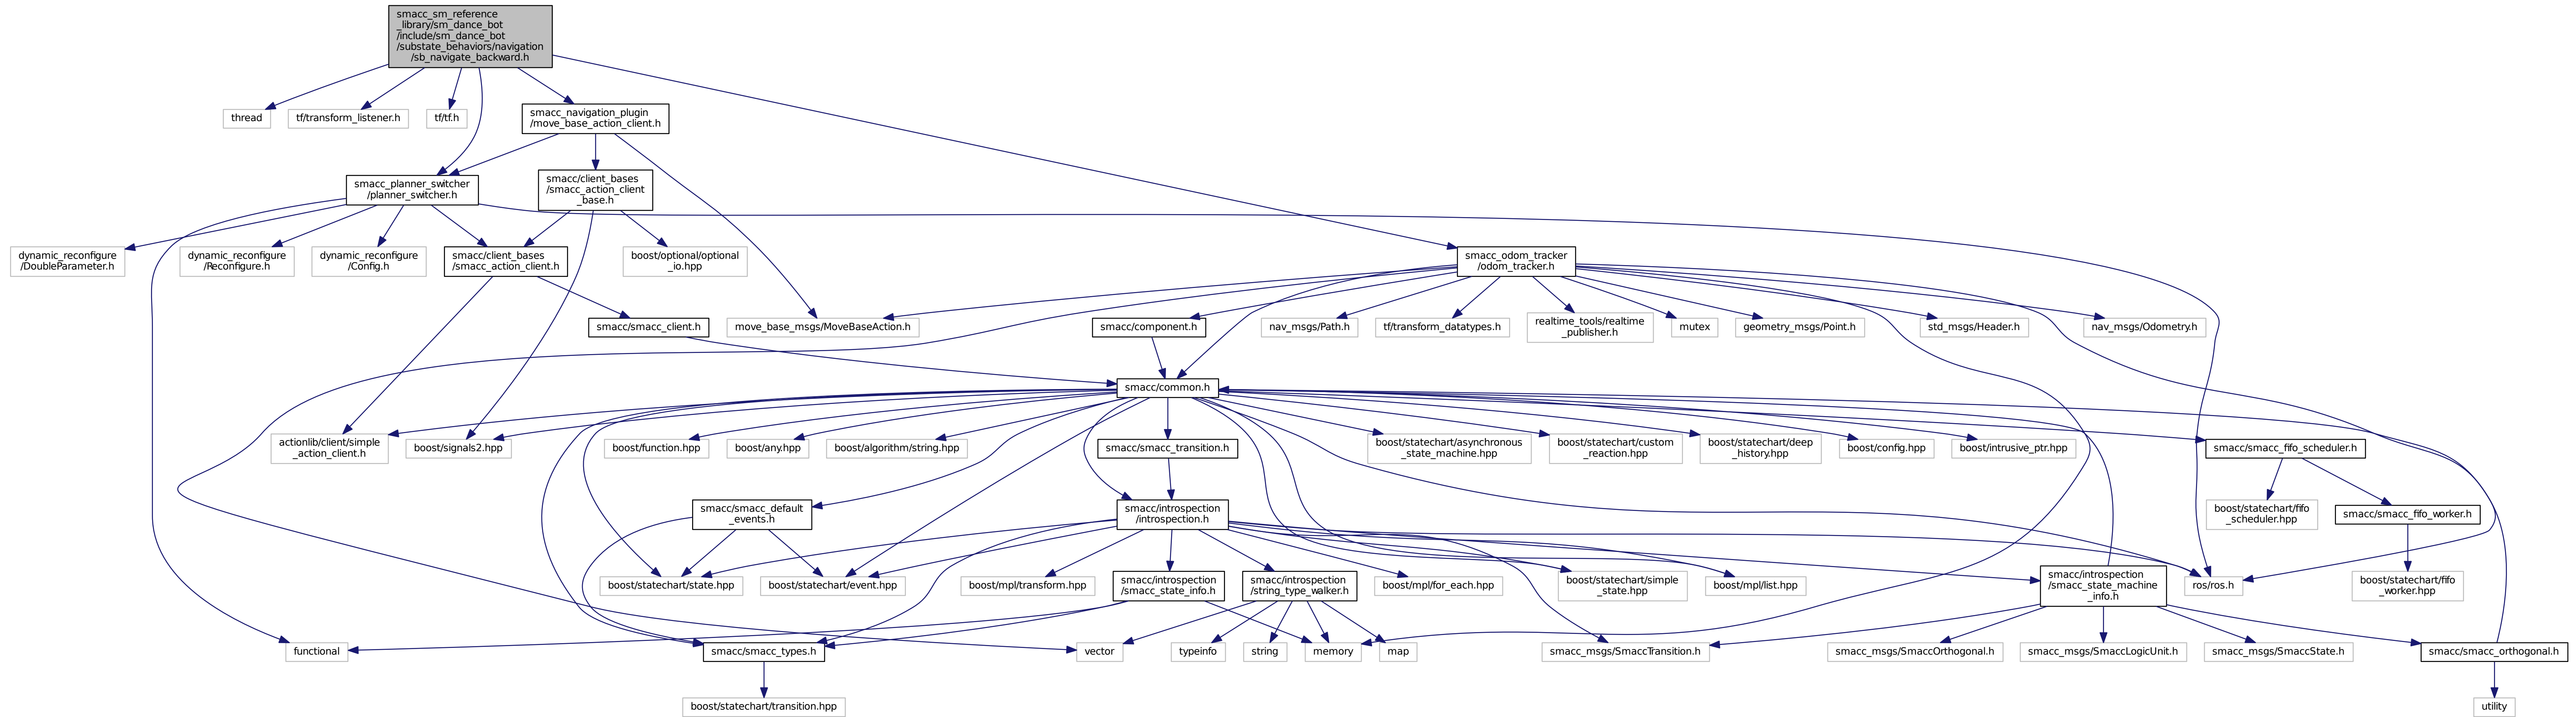 smacc_sm_reference
_library/sm_dance_bot
/include/sm_dance_bot
/substate_behaviors/navigation
/sb_navigate_backward.h
thread
tf/transform_listener.h
tf/tf.h
smacc_navigation_plugin
/move_base_action_client.h
smacc_planner_switcher
/planner_switcher.h
smacc/client_bases
/smacc_action_client
_base.h
dynamic_reconfigure
/DoubleParameter.h
dynamic_reconfigure
/Reconfigure.h
dynamic_reconfigure
/Config.h
smacc/client_bases
/smacc_action_client.h
boost/optional/optional
_io.hpp
smacc_odom_tracker
/odom_tracker.h
smacc/smacc_client.h
move_base_msgs/MoveBaseAction.h
smacc/component.h
nav_msgs/Path.h
tf/transform_datatypes.h
realtime_tools/realtime
_publisher.h
mutex
geometry_msgs/Point.h
std_msgs/Header.h
nav_msgs/Odometry.h
smacc/common.h
actionlib/client/simple
_action_client.h
boost/signals2.hpp
boost/function.hpp
boost/any.hpp
boost/algorithm/string.hpp
smacc/smacc_transition.h
boost/statechart/asynchronous
_state_machine.hpp
boost/statechart/custom
_reaction.hpp
boost/statechart/deep
_history.hpp
boost/config.hpp
boost/intrusive_ptr.hpp
smacc/smacc_fifo_scheduler.h
smacc/smacc_default
_events.h
smacc/introspection
/introspection.h
boost/statechart/fifo
_scheduler.hpp
smacc/smacc_fifo_worker.h
boost/statechart/state.hpp
boost/statechart/event.hpp
boost/mpl/transform.hpp
smacc/introspection
/smacc_state_info.h
smacc/introspection
/string_type_walker.h
boost/mpl/for_each.hpp
boost/statechart/simple
_state.hpp
boost/mpl/list.hpp
smacc/introspection
/smacc_state_machine
_info.h
ros/ros.h
boost/statechart/fifo
_worker.hpp
functional
smacc/smacc_types.h
vector
typeinfo
string
memory
map
smacc_msgs/SmaccTransition.h
smacc_msgs/SmaccOrthogonal.h
smacc_msgs/SmaccLogicUnit.h
smacc_msgs/SmaccState.h
smacc/smacc_orthogonal.h
boost/statechart/transition.hpp
utility